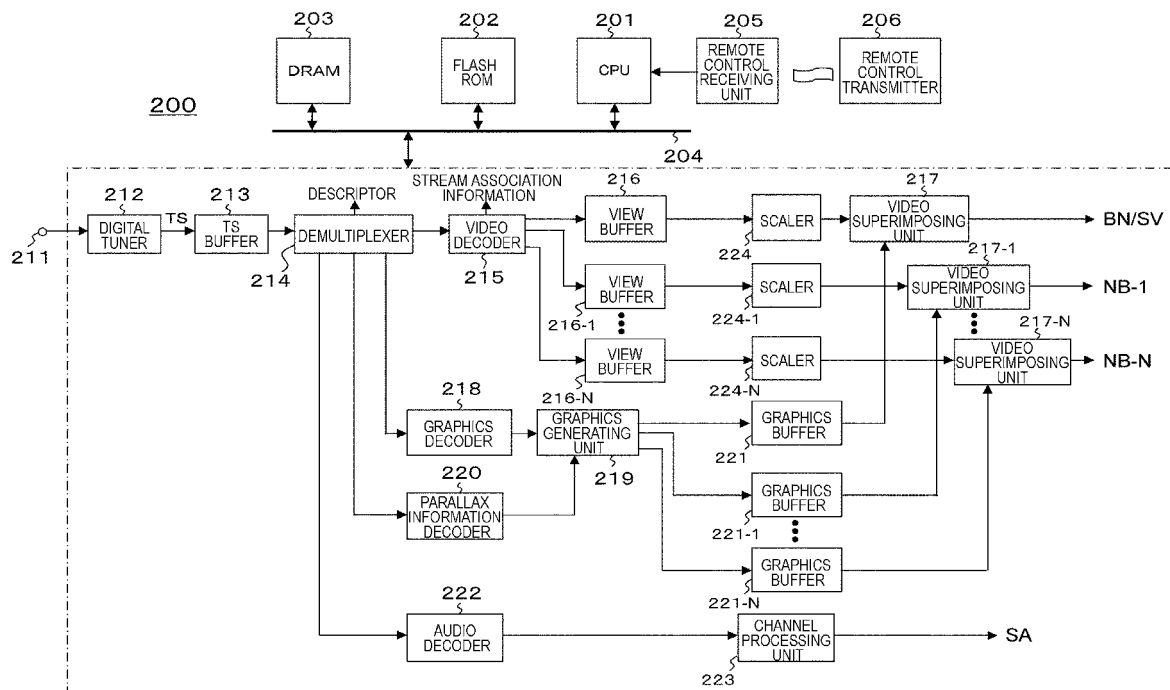 203
202
201
205
206
DRAM
FLASH
ROM
CPU
REMOTE
CONTROL
RECEIVING
UNIT
REMOTE
CONTROL
TRANSMITTER
200
204
212
213
DESCRIPTOR
STREAM ASSOCIATION
INFORMATION
216
217
TS
DIGITAL
TUNER
TS
BUFFER
DEMULTIPLEXER
VIDEO
DECODER
VIEW
BUFFER
SCALER
VIDEO
SUPERIMPOSING
UNIT
BN/SV
211
214
215
224
217-1
VIEW
BUFFER
SCALER
VIDEO
SUPERIMPOSING
UNIT
NB-1
216-1
224-1
217-N
VIEW
BUFFER
SCALER
VIDEO
SUPERIMPOSING
UNIT
NB-N
216-N
224-N
218
GRAPHICS
DECODER
GRAPHICS
GENERATING
UNIT
GRAPHICS
BUFFER
219
221
220
PARALLAX
INFORMATION
DECODER
GRAPHICS
BUFFER
221-1
GRAPHICS
BUFFER
221-N
222
AUDIO
DECODER
CHANNEL
PROCESSING
UNIT
SA
223